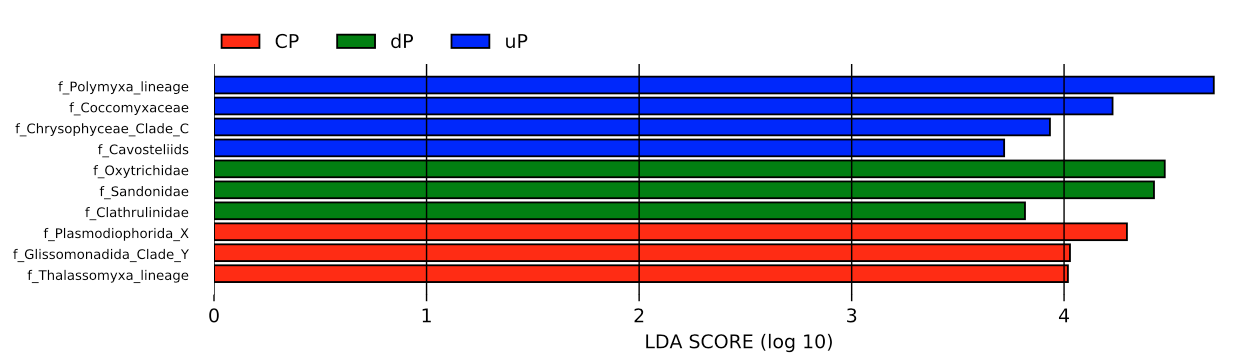 CP dP uP
f_Polymyxa_lineage
f_Coccomyxaceae
f_Chrysophyceae_Clade_C
f_Cavosteliids
f_Oxytrichidae
f_Sandonidae
f_Clathrulinidae
f_Plasmodiophorida_X
f_Glissomonadida_Clade_Y
f_Thalassomyxa_lineage
0 1 2 3 4
LDA SCORE (log 10)